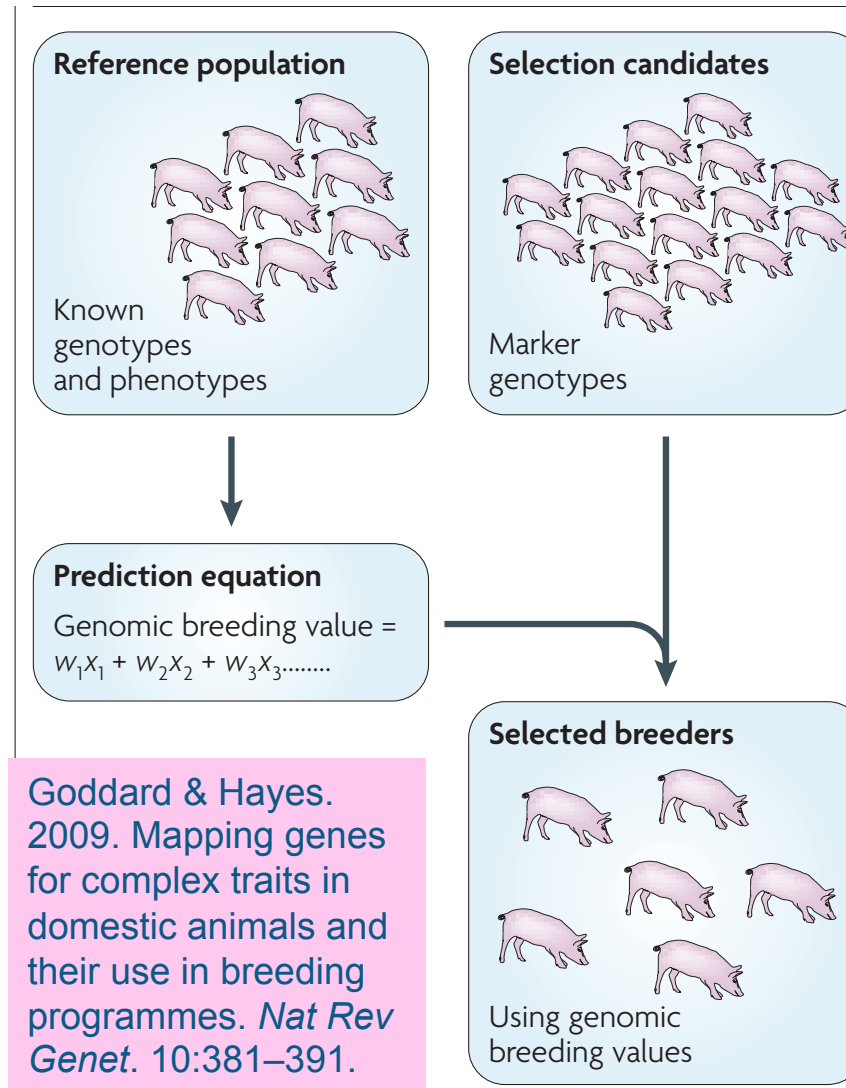 Reference population
Known
genotypes
and phenotypes
Selection candidates
Marker
genotypes
Prediction equation
Genomic breeding value =
w₁x₁ + w₂x₂ + w₃x₃........
Selected breeders
Using genomic
breeding values
Goddard & Hayes.
2009. Mapping genes
for complex traits in
domestic animals and
their use in breeding
programmes. Nat Rev
Genet. 10:381–391.